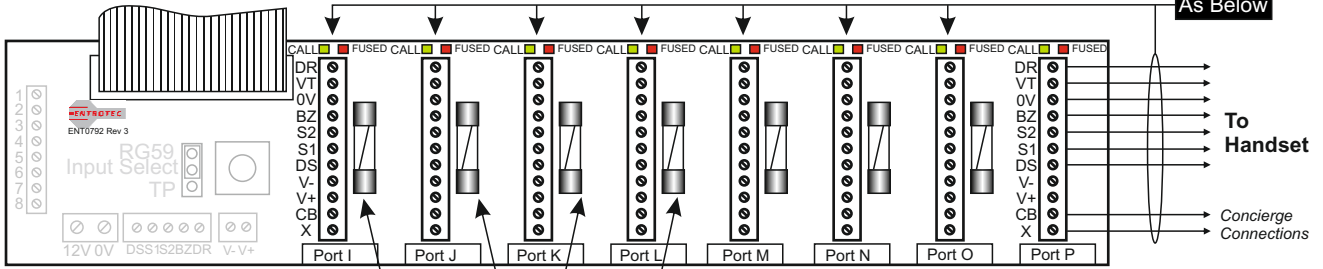 As Below
CALL FUSED CALL FUSED CALL FUSED CALL FUSED CALL FUSED CALL FUSED CALL FUSED CALL FUSED
1
2
3
4
5
6
7
8
ENTROTEC
ENT0792 Rev 3
RG59
Input Select
TP
12V 0V DSS1S2BZDR V- V+
DR
VT
0V
BZ
S2
S1
DS
V-
V+
CB
X
DR
VT
0V
BZ
S2
S1
DS
V-
V+
CB
X
To
Handset
Concierge
Connections
Port I Port J Port K Port L Port M Port N Port O Port P